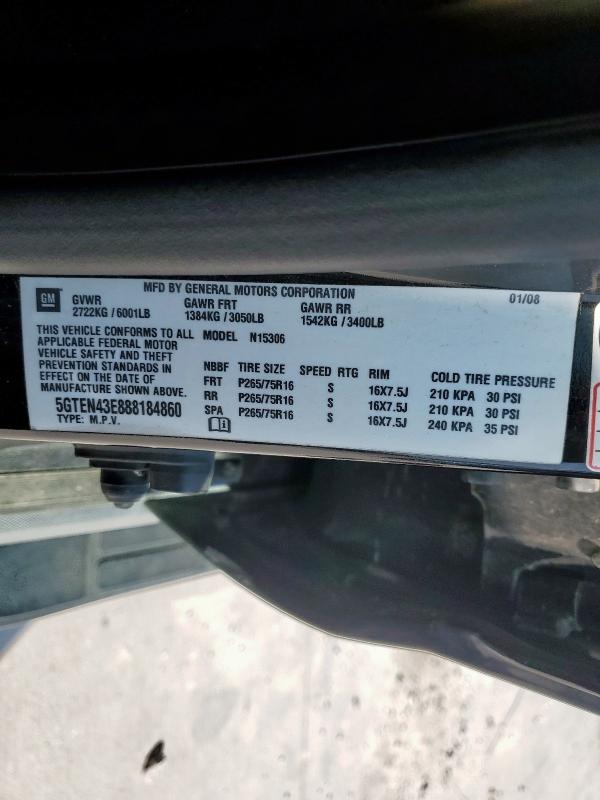 GM
MFD BY GENERAL MOTORS CORPORATION 01/08
GVWR GAWR FRT GAWR RR
2722KG / 6001LB 1384KG / 3050LB 1542KG / 3400LB
THIS VEHICLE CONFORMS TO ALL
APPLICABLE FEDERAL MOTOR
VEHICLE SAFETY AND THEFT
PREVENTION STANDARDS IN
EFFECT ON THE DATE OF
MANUFACTURE SHOWN ABOVE.
5GTEN43E888184860
TYPE: M.P.V.
MODEL N15306
NBBF TIRE SIZE SPEED RTG RIM COLD TIRE PRESSURE
FRT P265/75R16 S 16X7.5J 210 KPA 30 PSI
RR P265/75R16 S 16X7.5J 210 KPA 30 PSI
SPA P265/75R16 S 16X7.5J 240 KPA 35 PSI